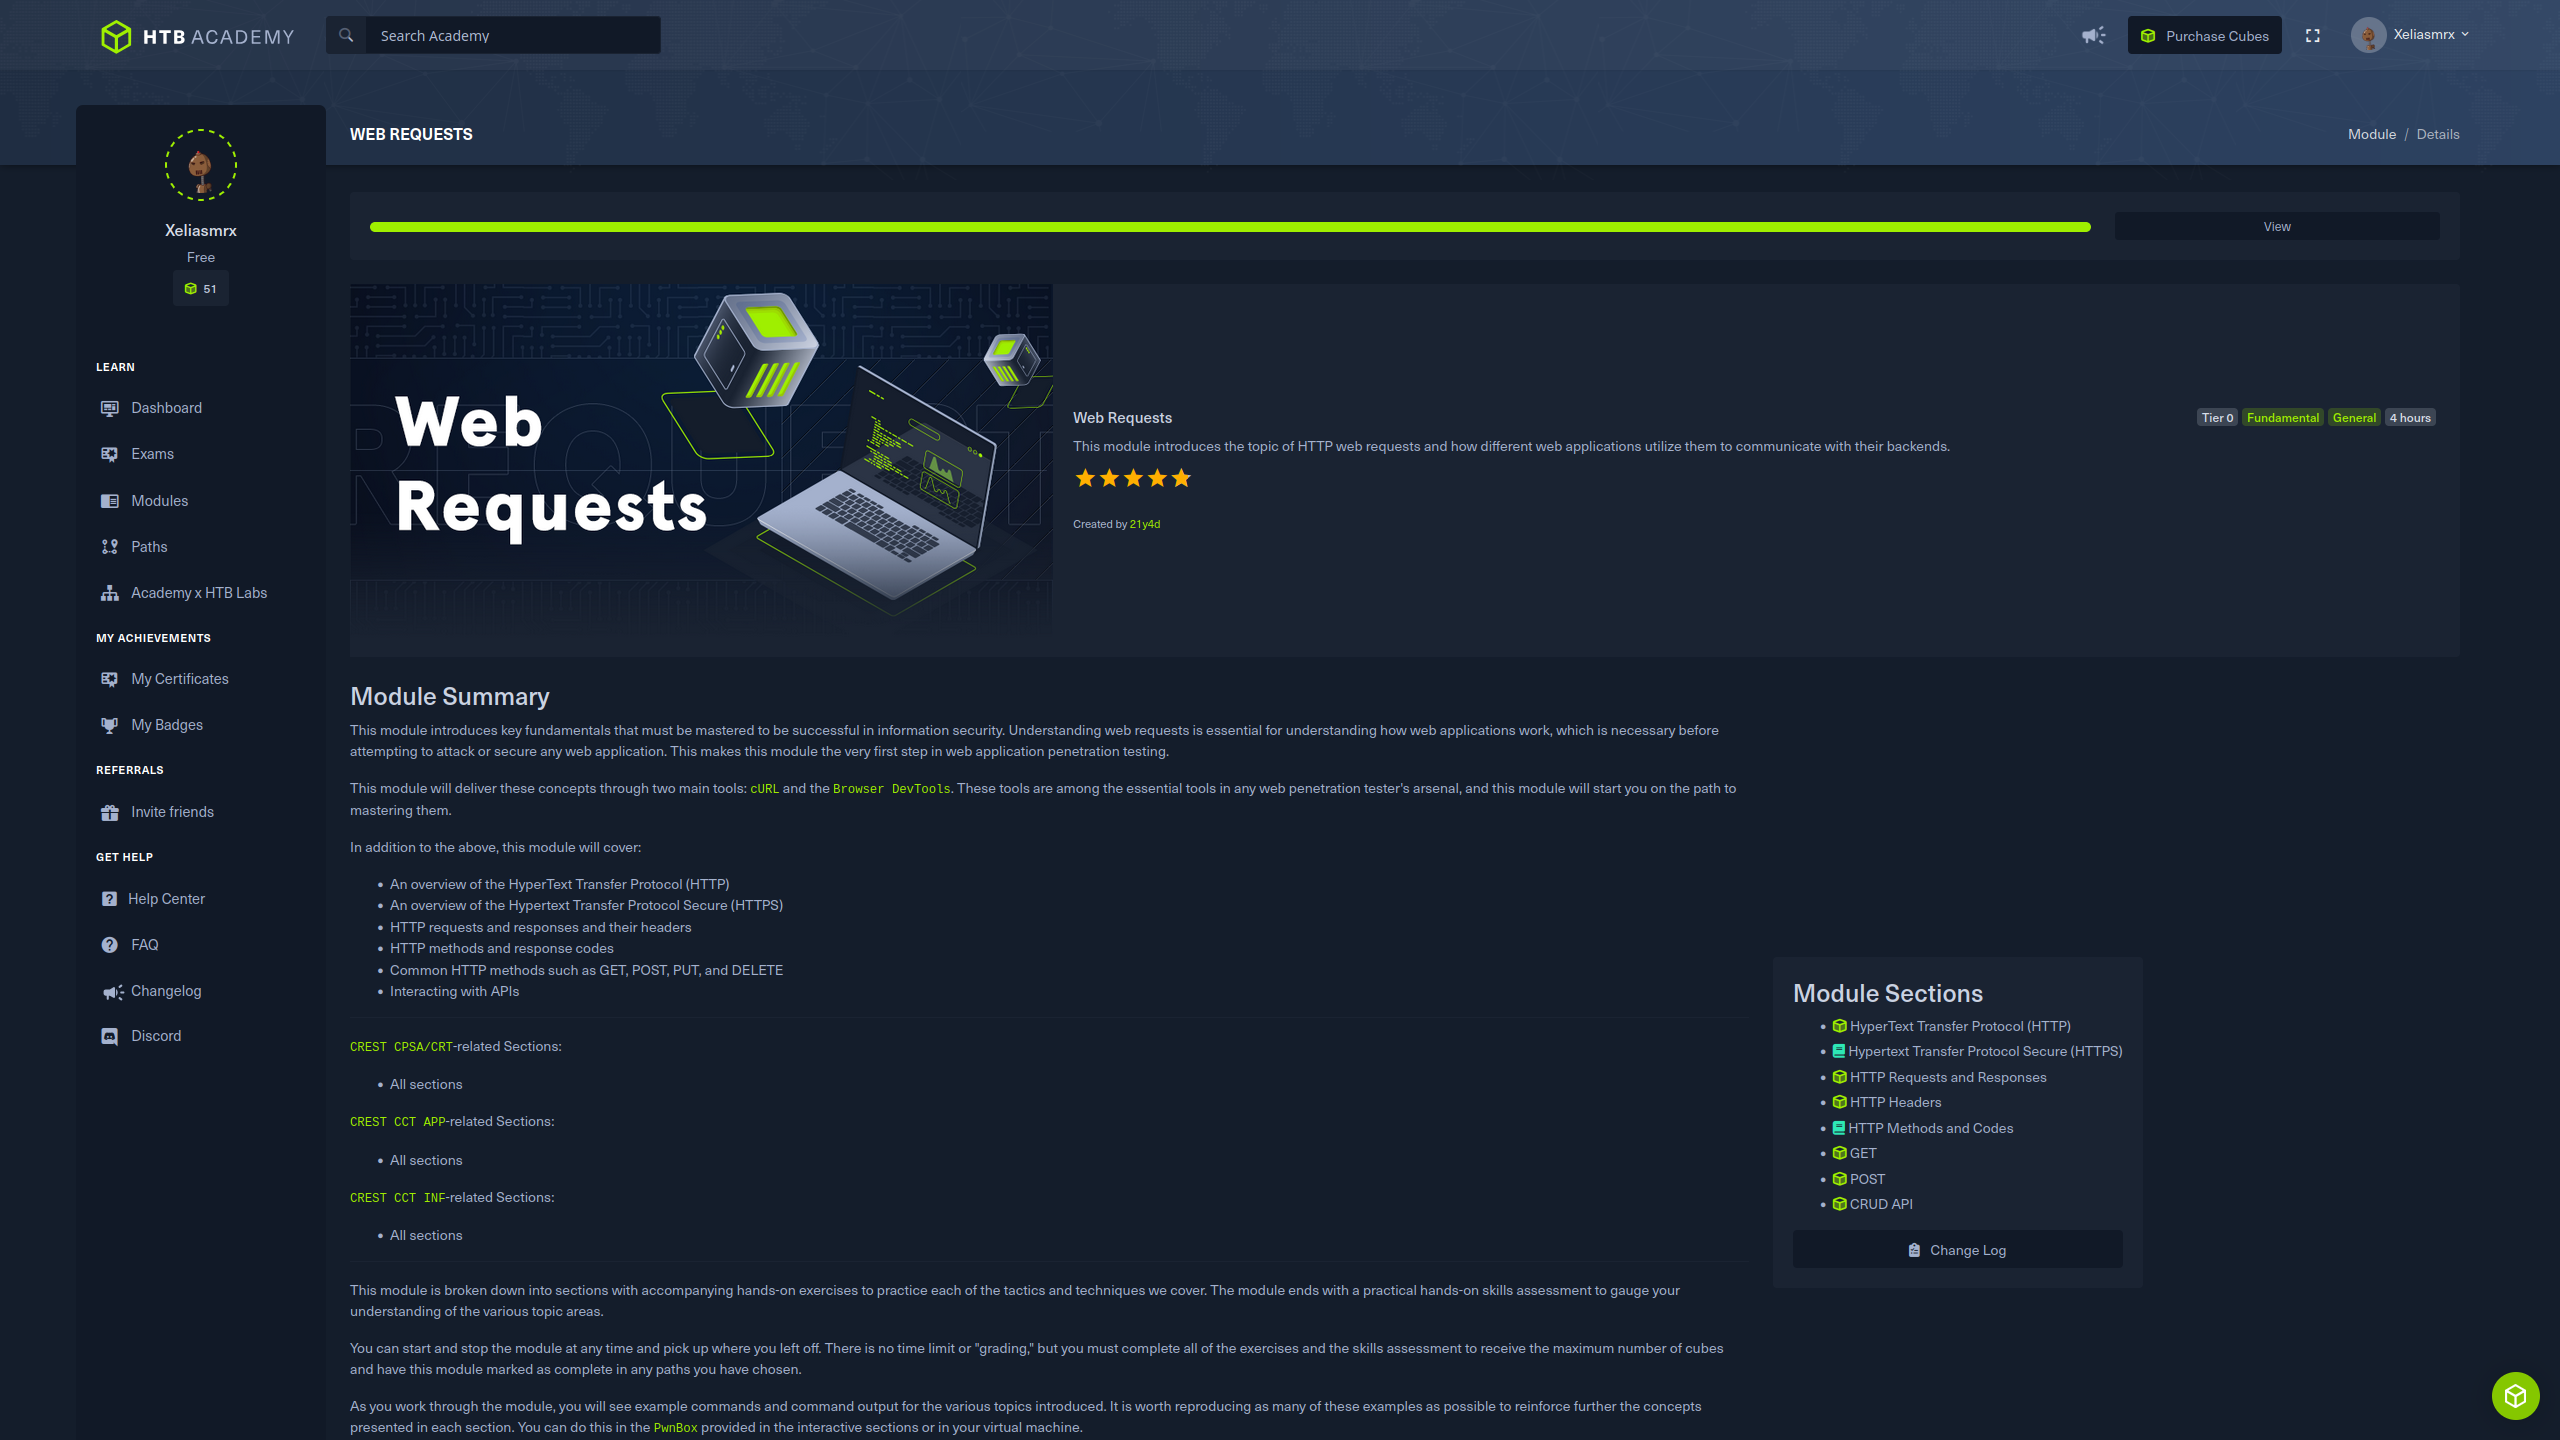 HTB ACADEMY
Search Academy
Purchase Cubes
Xeliasmrx
WEB REQUESTS
Module / Details
Xeliasmrx
Free
51
LEARN
Dashboard
Exams
Modules
Paths
Academy x HTB Labs
MY ACHIEVEMENTS
My Certificates
My Badges
REFERRALS
Invite friends
GET HELP
Help Center
FAQ
Changelog
Discord
View
Web
Requests
Web Requests
Tier 0 Fundamental General 4 hours
This module introduces the topic of HTTP web requests and how different web applications utilize them to communicate with their backends.
Created by 21y4d
Module Summary
This module introduces key fundamentals that must be mastered to be successful in information security. Understanding web requests is essential for understanding how web applications work, which is necessary before
attempting to attack or secure any web application. This makes this module the very first step in web application penetration testing.
This module will deliver these concepts through two main tools: cURL and the Browser DevTools. These tools are among the essential tools in any web penetration tester's arsenal, and this module will start you on the path to
mastering them.
In addition to the above, this module will cover:
• An overview of the HyperText Transfer Protocol (HTTP)
• An overview of the Hypertext Transfer Protocol Secure (HTTPS)
• HTTP requests and responses and their headers
• HTTP methods and response codes
• Common HTTP methods such as GET, POST, PUT, and DELETE
• Interacting with APIs
CREST CPSA/CRT-related Sections:
• All sections
CREST CCT APP-related Sections:
• All sections
CREST CCT INF-related Sections:
• All sections
This module is broken down into sections with accompanying hands-on exercises to practice each of the tactics and techniques we cover. The module ends with a practical hands-on skills assessment to gauge your
understanding of the various topic areas.
You can start and stop the module at any time and pick up where you left off. There is no time limit or "grading," but you must complete all of the exercises and the skills assessment to receive the maximum number of cubes
and have this module marked as complete in any paths you have chosen.
As you work through the module, you will see example commands and command output for the various topics introduced. It is worth reproducing as many of these examples as possible to reinforce further the concepts
presented in each section. You can do this in the PwnBox provided in the interactive sections or in your virtual machine.
Module Sections
• HyperText Transfer Protocol (HTTP)
• Hypertext Transfer Protocol Secure (HTTPS)
• HTTP Requests and Responses
• HTTP Headers
• HTTP Methods and Codes
• GET
• POST
• CRUD API
Change Log